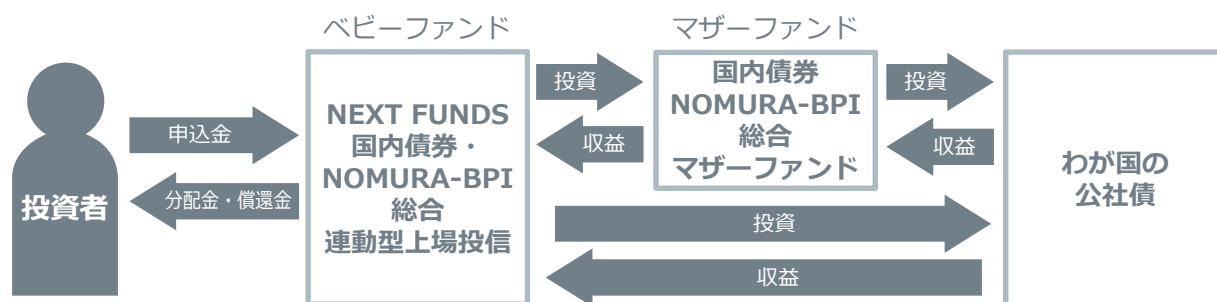 ベビーファンド
マザーファンド
投資者
申込金
分配金・償還金
NEXT FUNDS
国内債券・
NOMURA-BPI
総合
連動型上場投信
投資
収益
国内債券
NOMURA-BPI
総合
マザーファンド
投資
収益
投資
収益
わが国の
公社債